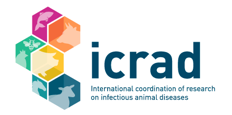 icrad
International coordination of research
on infectious animal diseases